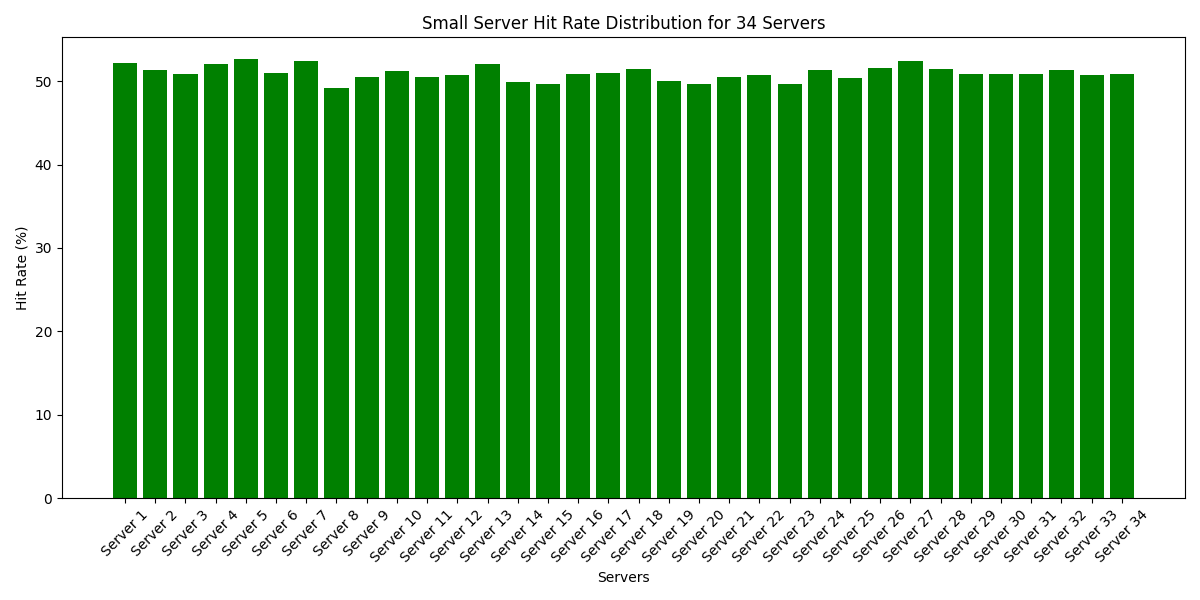 Small Server Hit Rate Distribution for 34 Servers
Hit Rate (%)
50
40
30
20
10
0
Server 1
Server 2
Server 3
Server 4
Server 5
Server 6
Server 7
Server 8
Server 9
Server 10
Server 11
Server 12
Server 13
Server 14
Server 15
Server 16
Server 17
Server 18
Server 19
Server 20
Server 21
Server 22
Server 23
Server 24
Server 25
Server 26
Server 27
Server 28
Server 29
Server 30
Server 31
Server 32
Server 33
Server 34
Servers